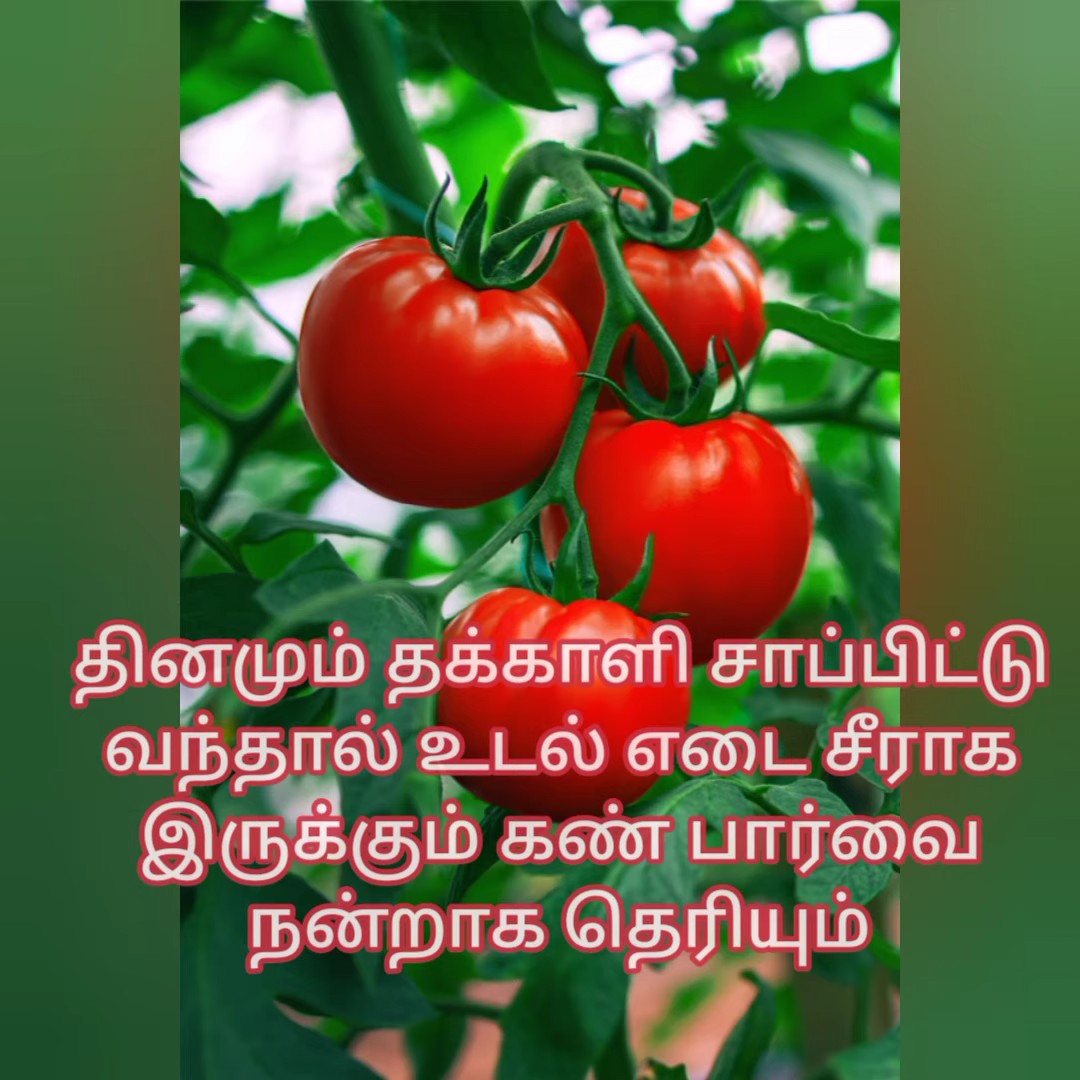 தினமும் தக்காளி சாப்பிட்டு
வந்தால் உடல் எடை சீராக
இருக்கும் கண் பார்வை
நன்றாக தெரியும்